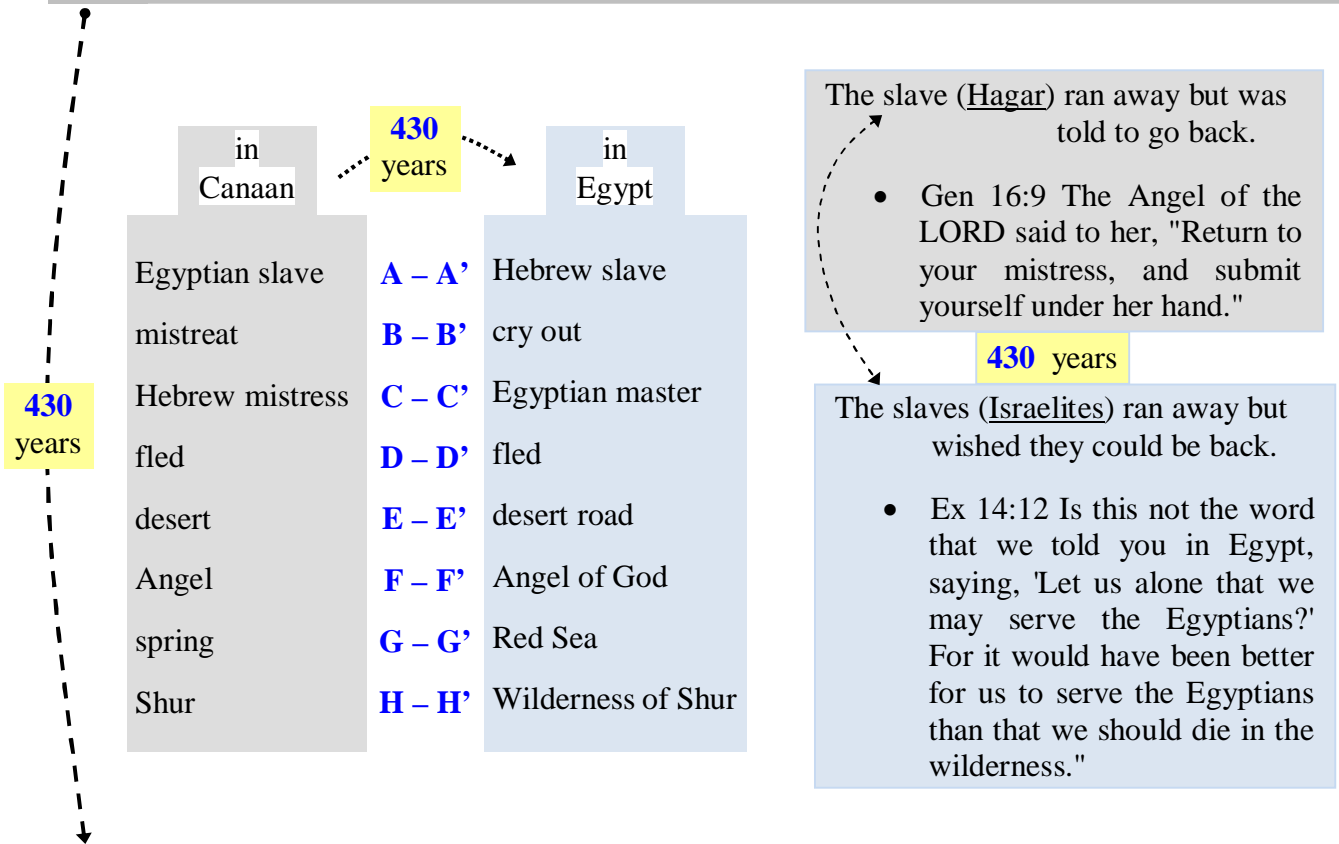 430
years
in
Canaan
430
years
in
Egypt
Egyptian slave A – A’ Hebrew slave
mistreat B – B’ cry out
Hebrew mistress C – C’ Egyptian master
fled D – D’ fled
desert E – E’ desert road
Angel F – F’ Angel of God
spring G – G’ Red Sea
Shur H – H’ Wilderness of Shur
The slave (Hagar) ran away but was
told to go back.
• Gen 16:9 The Angel of the
LORD said to her, "Return to
your mistress, and submit
yourself under her hand."
430 years
The slaves (Israelites) ran away but
wished they could be back.
• Ex 14:12 Is this not the word
that we told you in Egypt,
saying, 'Let us alone that we
may serve the Egyptians?'
For it would have been better
for us to serve the Egyptians
than that we should die in the
wilderness."